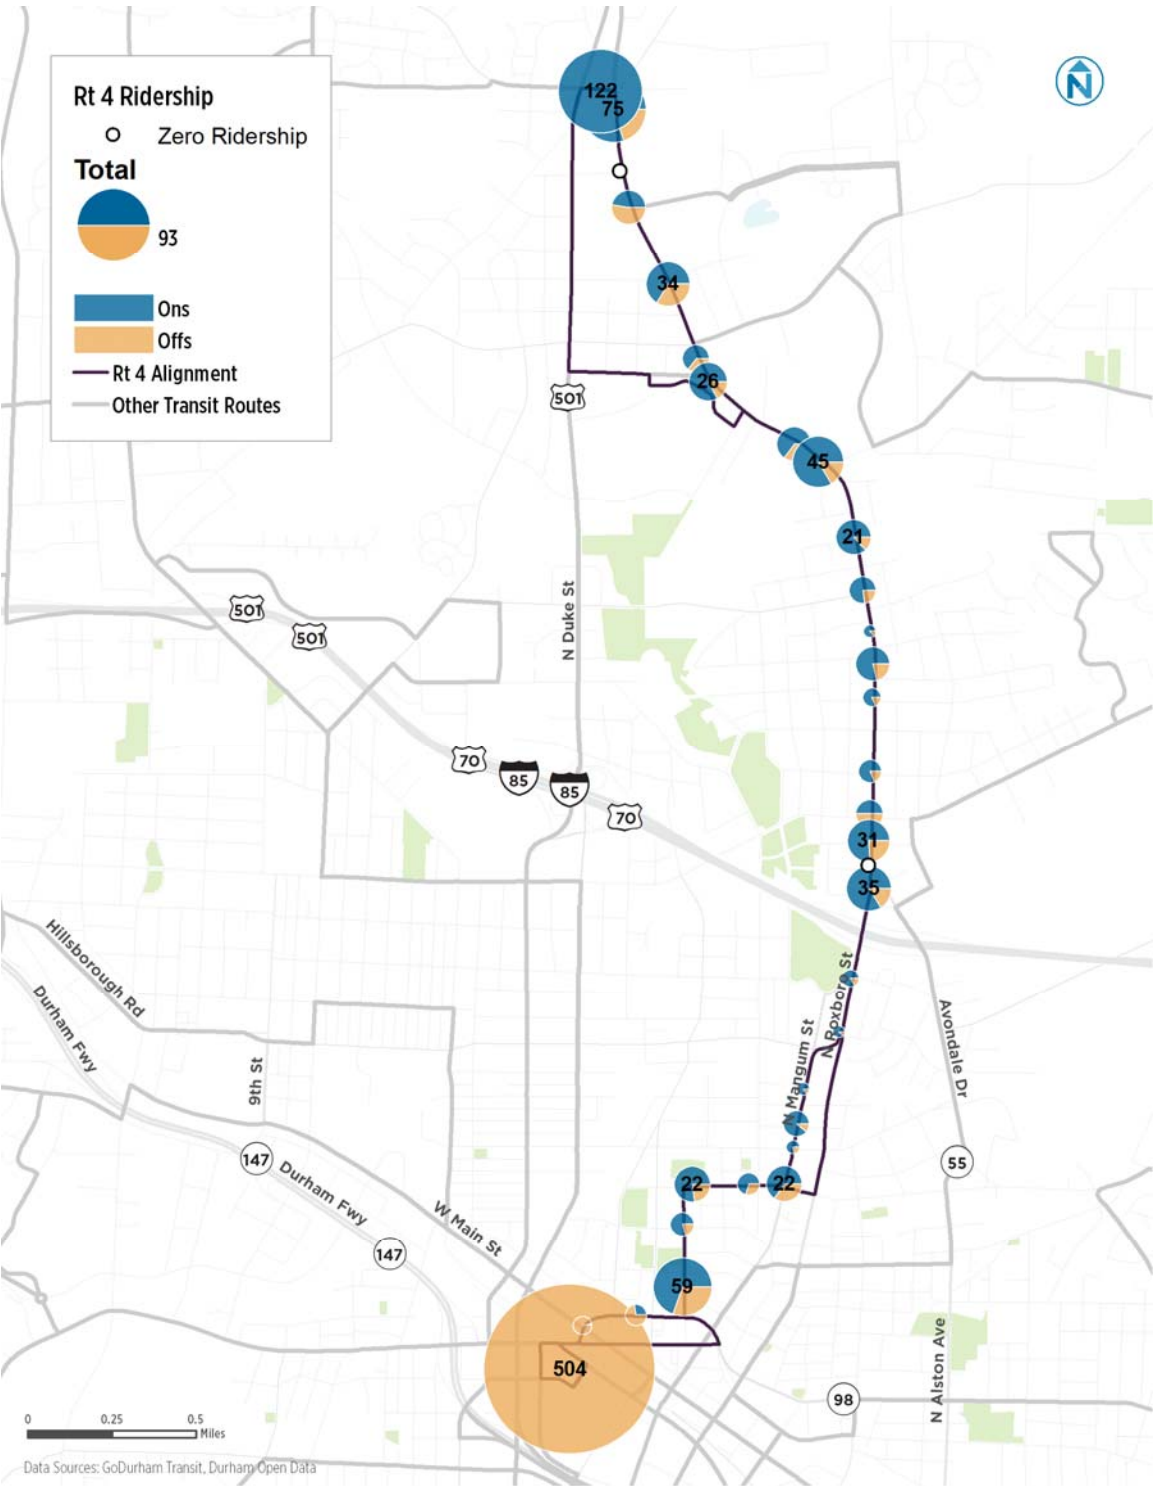 Rt 4 Ridership
Zero Ridership
Total
93
Ons
Offs
Rt 4 Alignment
Other Transit Routes
N
122
75
34
26
501
45
21
N Duke St
501
501
70
85
85
70
31
35
Hillsborough Rd
Durham Fwy
9th St
N Roxboro St
N Mangum St
Avondale Dr
147
Durham Fwy
W Main St
147
55
22
22
59
504
N Alston Ave
98
0 0.25 0.5
Miles
Data Sources: GoDurham Transit, Durham Open Data